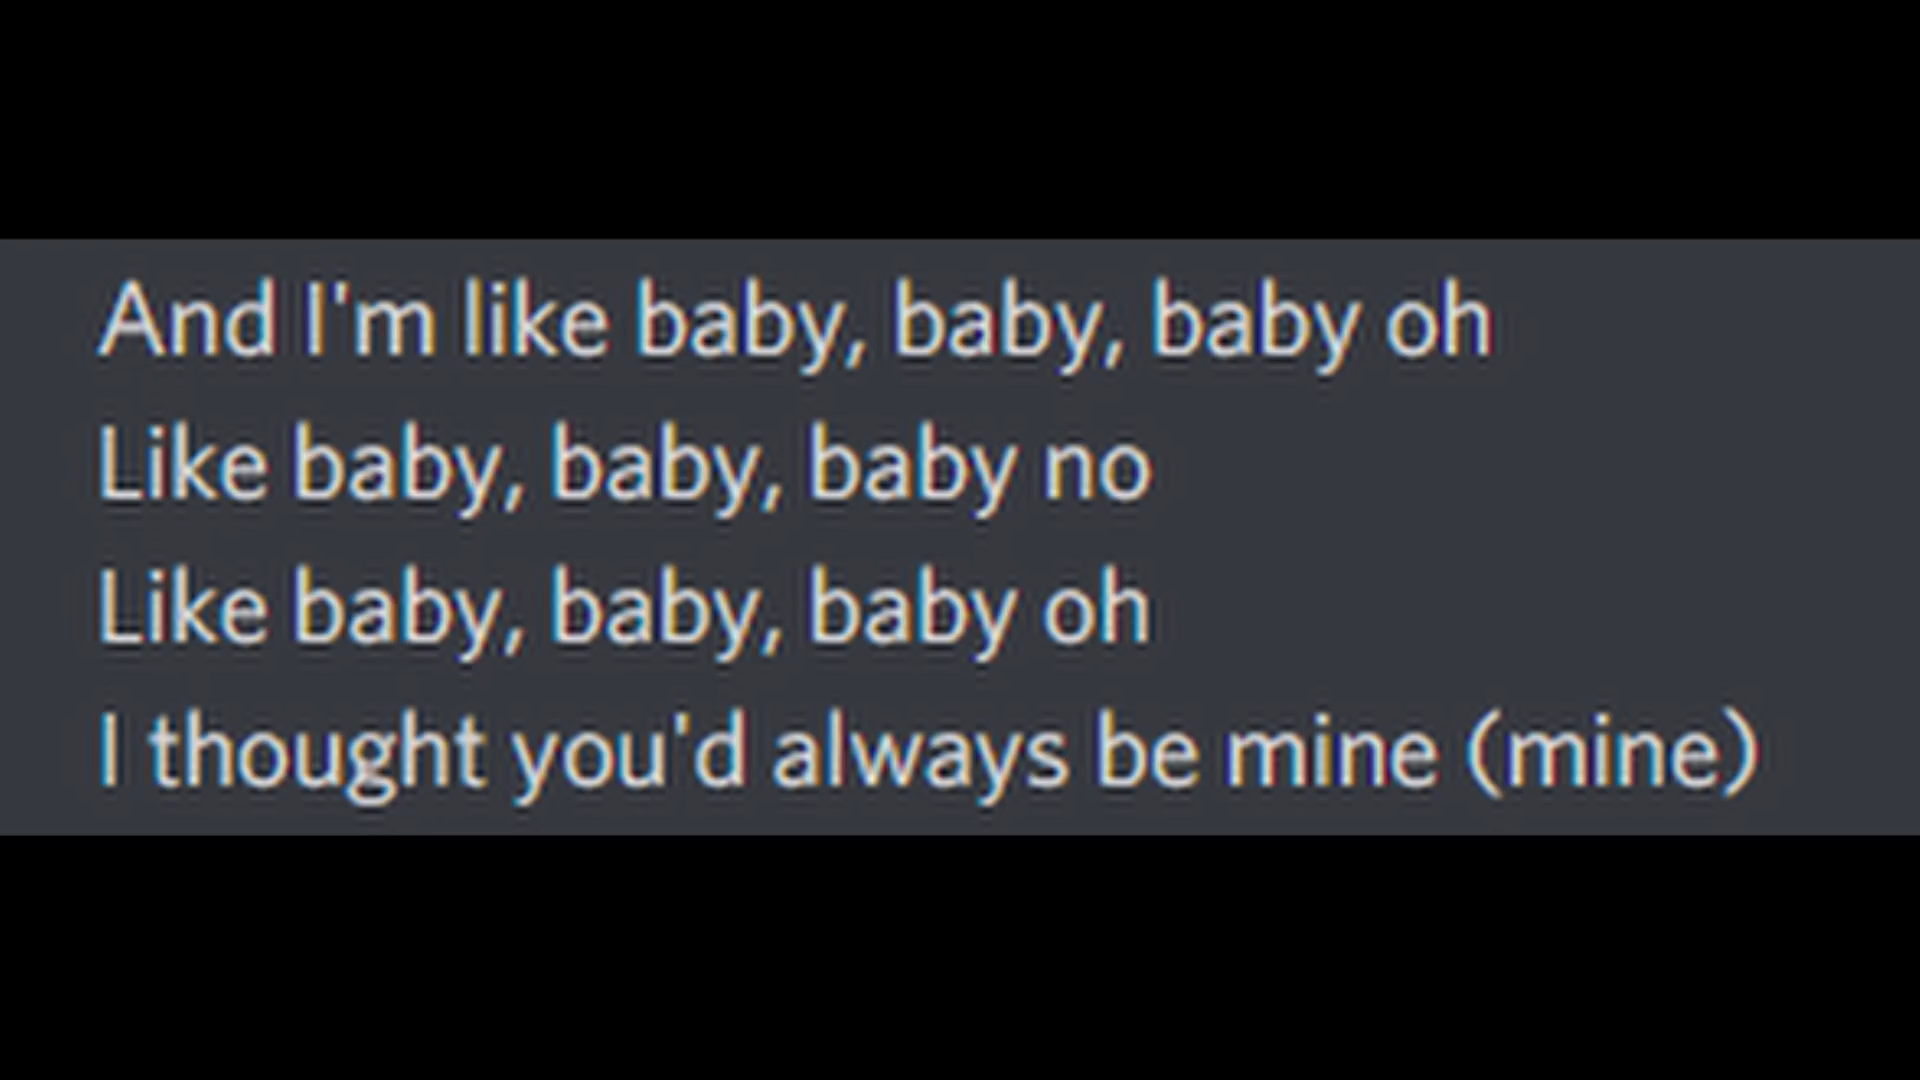 And I'm like baby, baby, baby oh
Like baby, baby, baby no
Like baby, baby, baby oh
I thought you'd always be mine (mine)